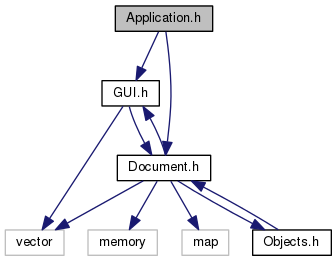 Application.h
GUI.h
Document.h
vector
memory
map
Objects.h